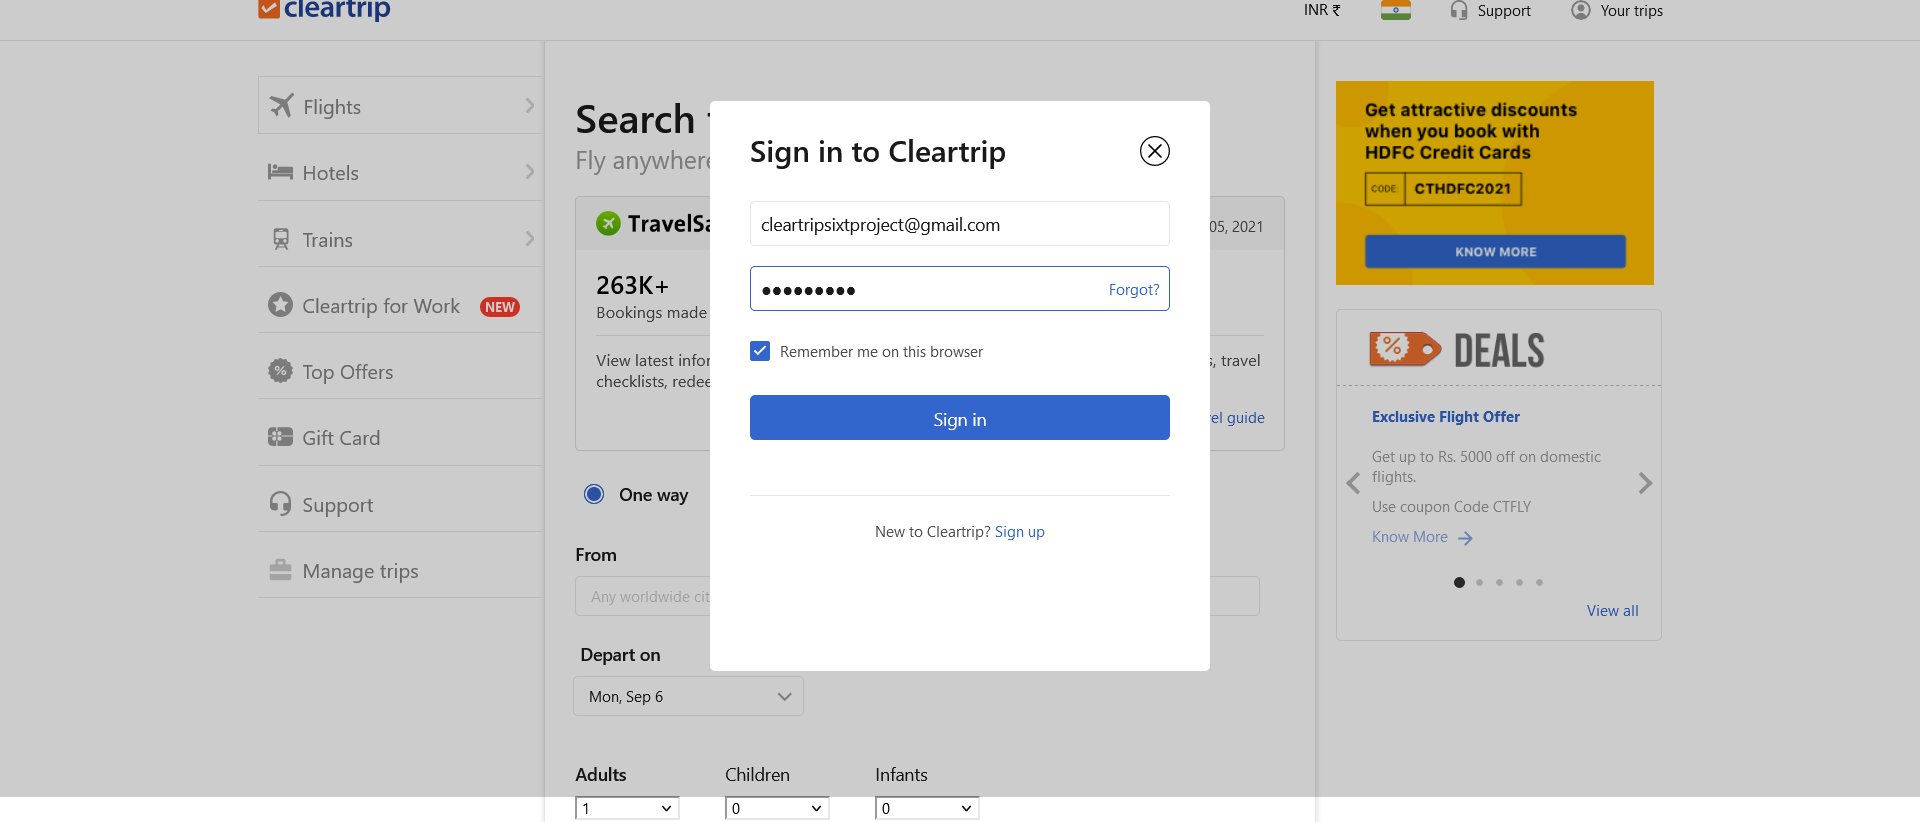 cleartrip
INR ₹
Support
Your trips
Flights
Hotels
Trains
Cleartrip for Work NEW
Top Offers
Gift Card
Support
Manage trips
Search
Fly anywhere
TravelSa
05, 2021
263K+
Bookings made
View latest infor
s, travel
checklists, redee
el guide
One way
From
Any worldwide cit
Depart on
Mon, Sep 6
Adults
Children
Infants
1
0
0
Sign in to Cleartrip
cleartripsixtproject@gmail.com
●●●●●●●●●
Forgot?
Remember me on this browser
Sign in
New to Cleartrip? Sign up
Get attractive discounts
when you book with
HDFC Credit Cards
CODE: CTHDFC2021
KNOW MORE
% DEALS
Exclusive Flight Offer
Get up to Rs. 5000 off on domestic
flights.
Use coupon Code CTFLY
Know More
View all